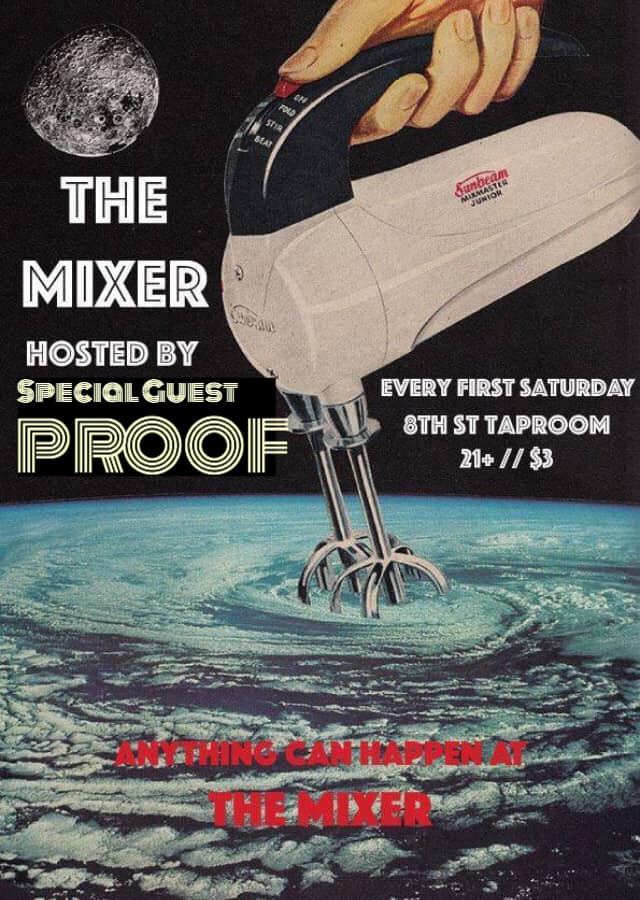 OFF
FOLD
STIR
BEAT
Sunbeam
MIXMASTER
JUNIOR
THE
MIXER
HOSTED BY
SPECIAL GUEST
PROOF
Sunbeam
EVERY FIRST SATURDAY
8TH ST TAPROOM
21+ // $3
ANYTHING CAN HAPPEN AT
THE MIXER